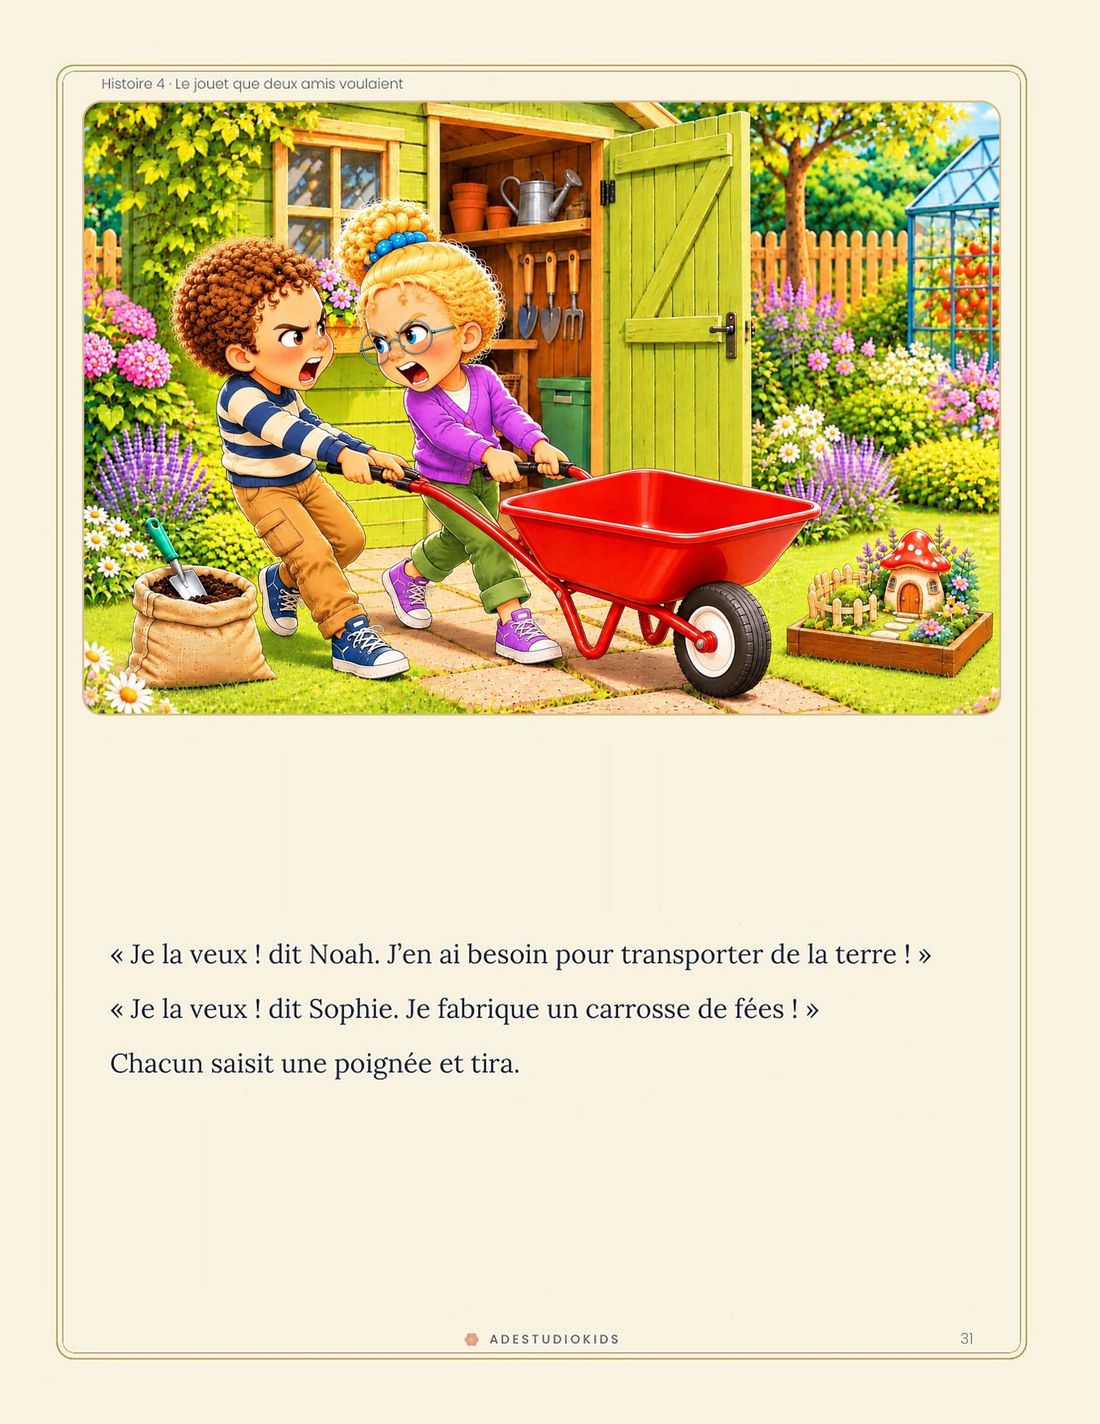 Histoire 4 · Le jouet que deux amis voulaient
« Je la veux ! dit Noah. J’en ai besoin pour transporter de la terre ! »
« Je la veux ! dit Sophie. Je fabrique un carrosse de fées ! »
Chacun saisit une poignée et tira.
ADESTUDIOKIDS
31